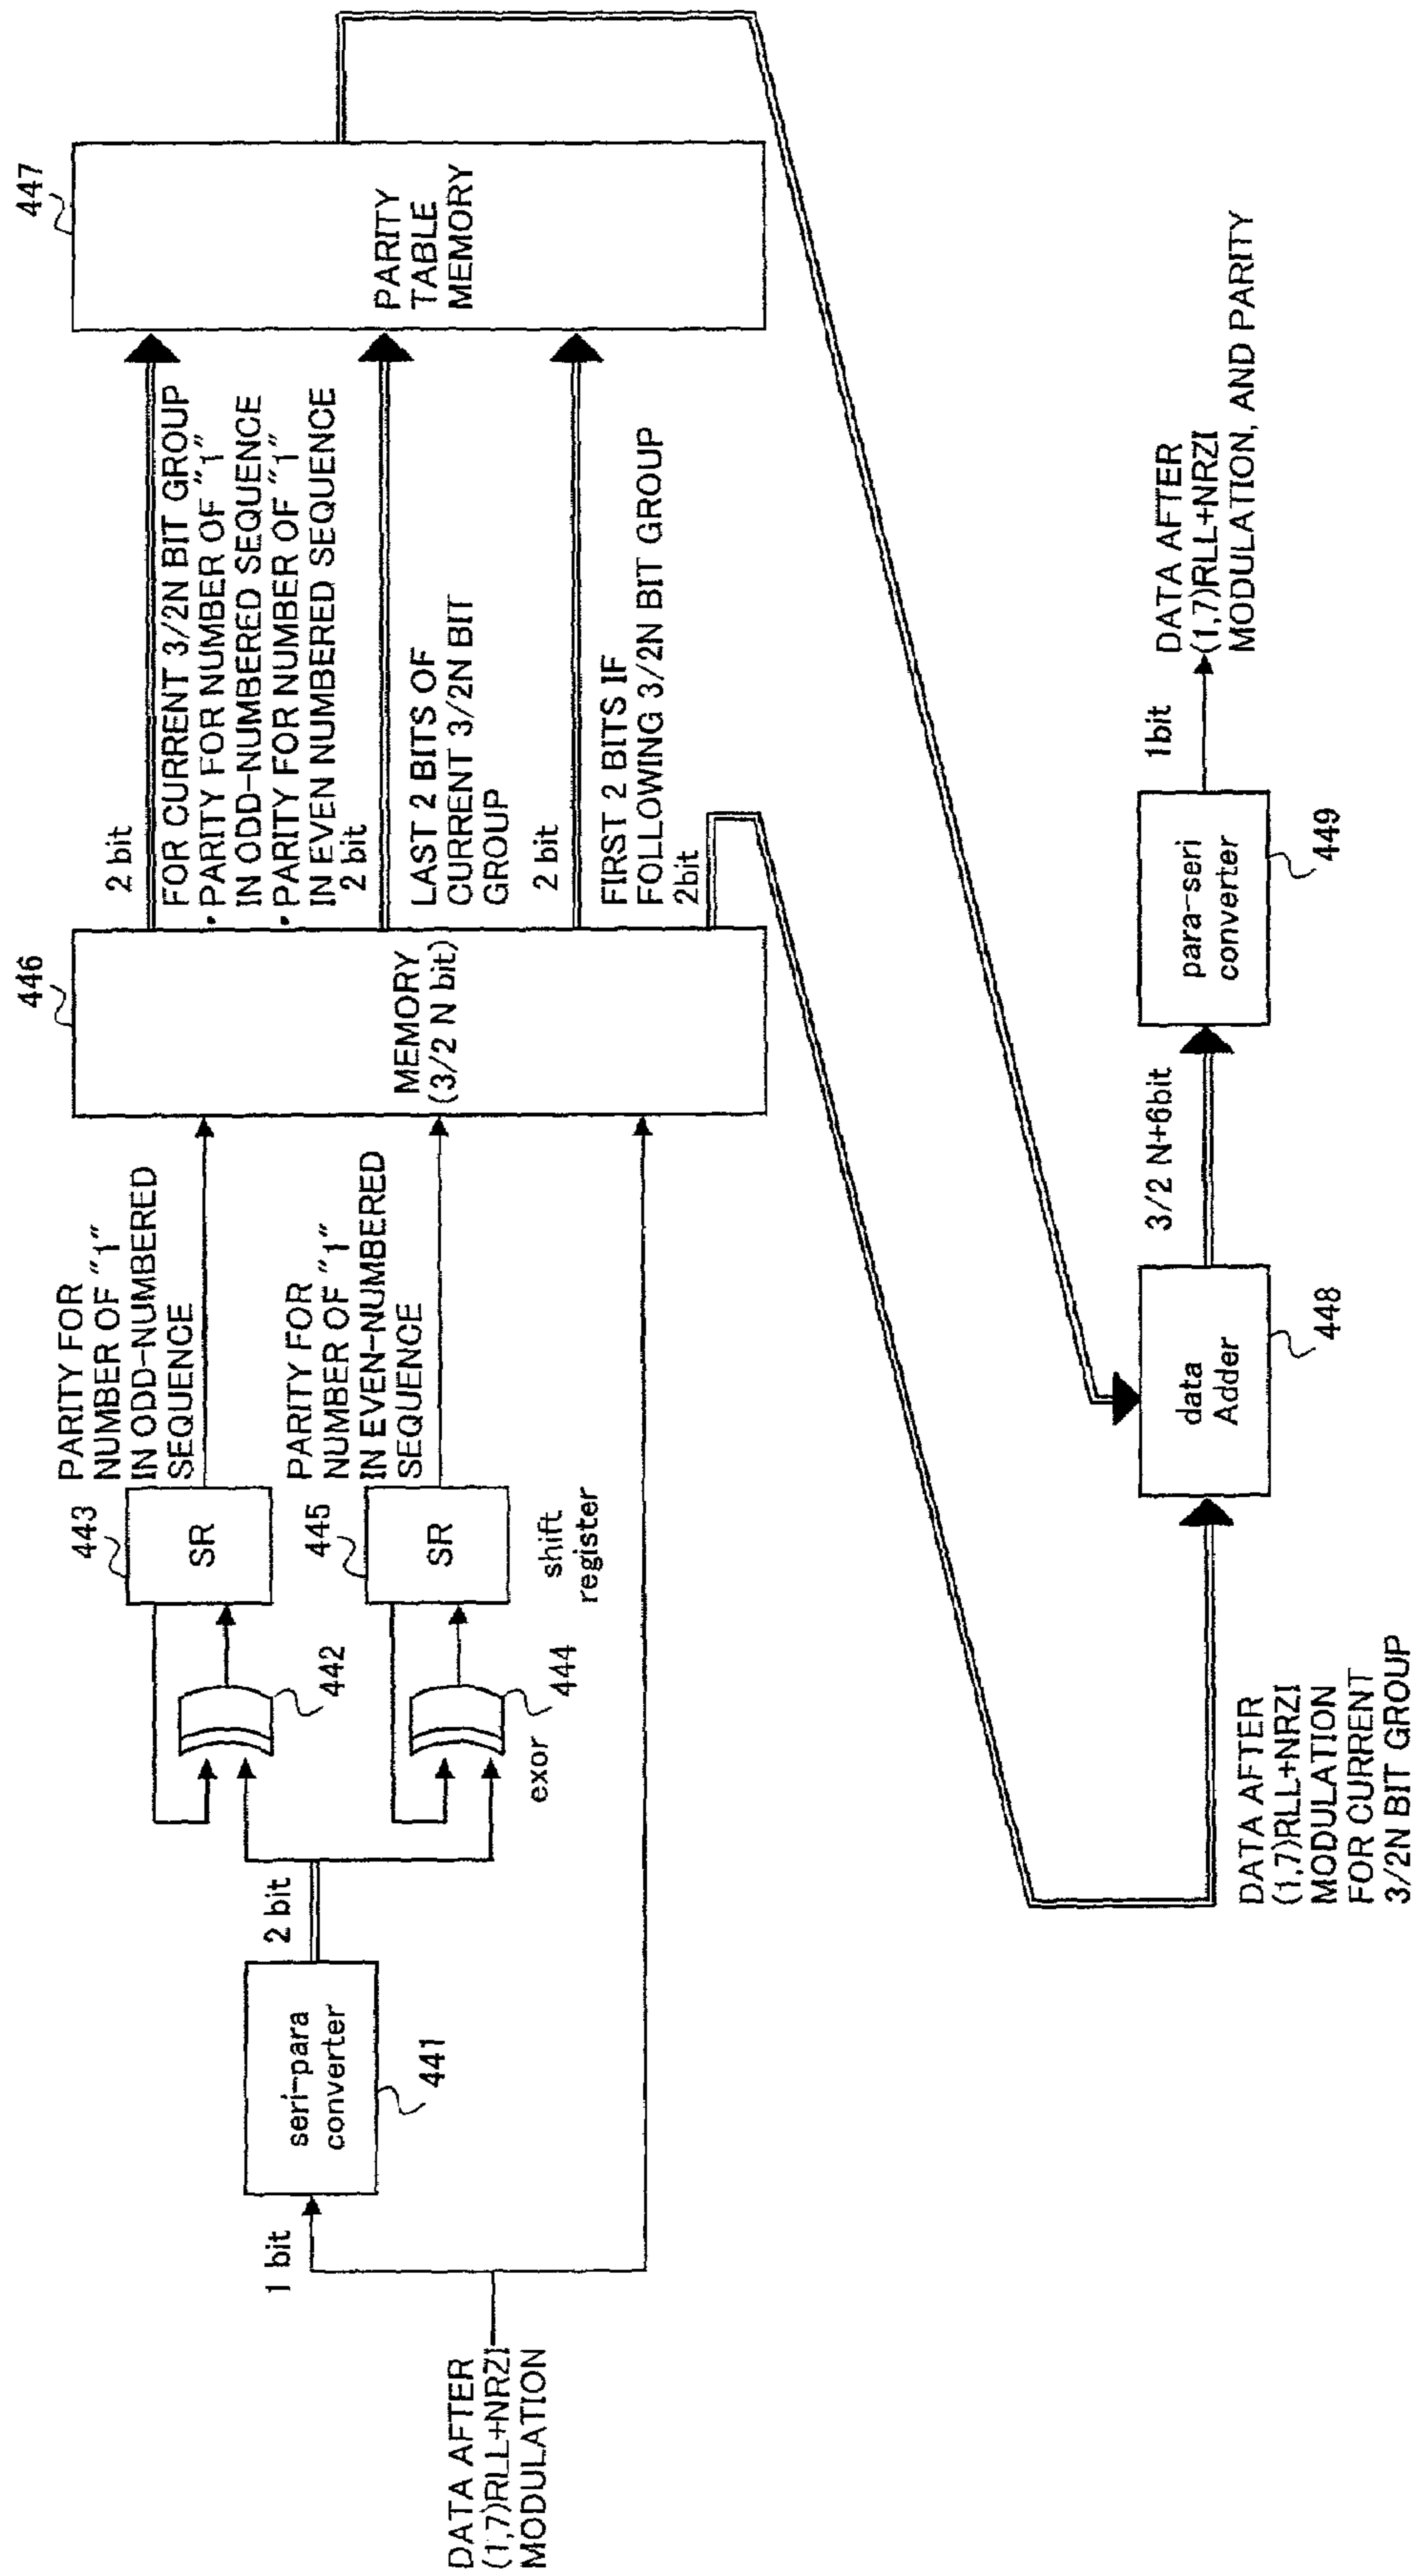 DATA AFTER
(1,7)RLL+NRZI
MODULATION
1 bit
seri-para
converter
441
2 bit
442
exor
444
443
SR
445
SR
shift
register
PARITY FOR
NUMBER OF "1"
IN ODD-NUMBERED
SEQUENCE
PARITY FOR
NUMBER OF "1"
IN EVEN-NUMBERED
SEQUENCE
446
MEMORY
(3/2 N bit)
2 bit
FOR CURRENT 3/2N BIT GROUP
・PARITY FOR NUMBER OF "1"
IN ODD-NUMBERED SEQUENCE
・PARITY FOR NUMBER OF "1"
IN EVEN NUMBERED SEQUENCE
2 bit
LAST 2 BITS OF
CURRENT 3/2N BIT
GROUP
2 bit
FIRST 2 BITS IF
FOLLOWING 3/2N BIT GROUP
2bit
447
PARITY
TABLE
MEMORY
DATA AFTER
(1,7)RLL+NRZI
MODULATION
FOR CURRENT
3/2N BIT GROUP
data
Adder
448
3/2 N+6bit
para-seri
converter
449
1bit
DATA AFTER
(1,7)RLL+NRZI
MODULATION, AND PARITY